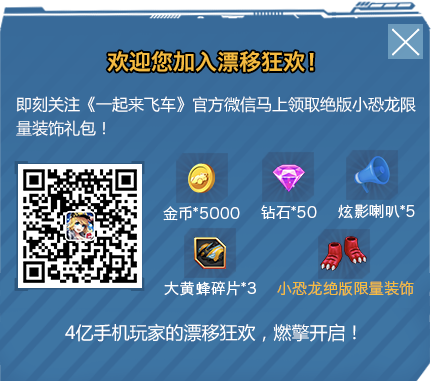 欢迎您加入漂移狂欢！
即刻关注《一起来飞车》官方微信马上领取绝版小恐龙限
量装饰礼包！
金币*5000
钻石*50
炫影喇叭*5
大黄蜂碎片*3
小恐龙绝版限量装饰
4亿手机玩家的漂移狂欢，燃擎开启！